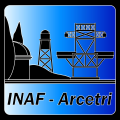 INAF - Arcetri